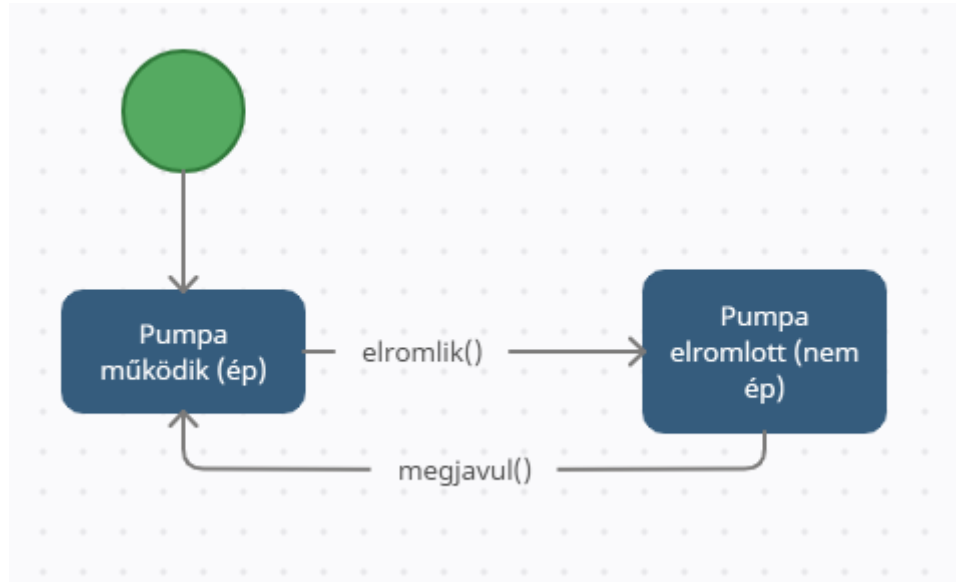 Pumpa
működik (ép)
elromlik()
Pumpa
elromlott (nem
ép)
megjavul()